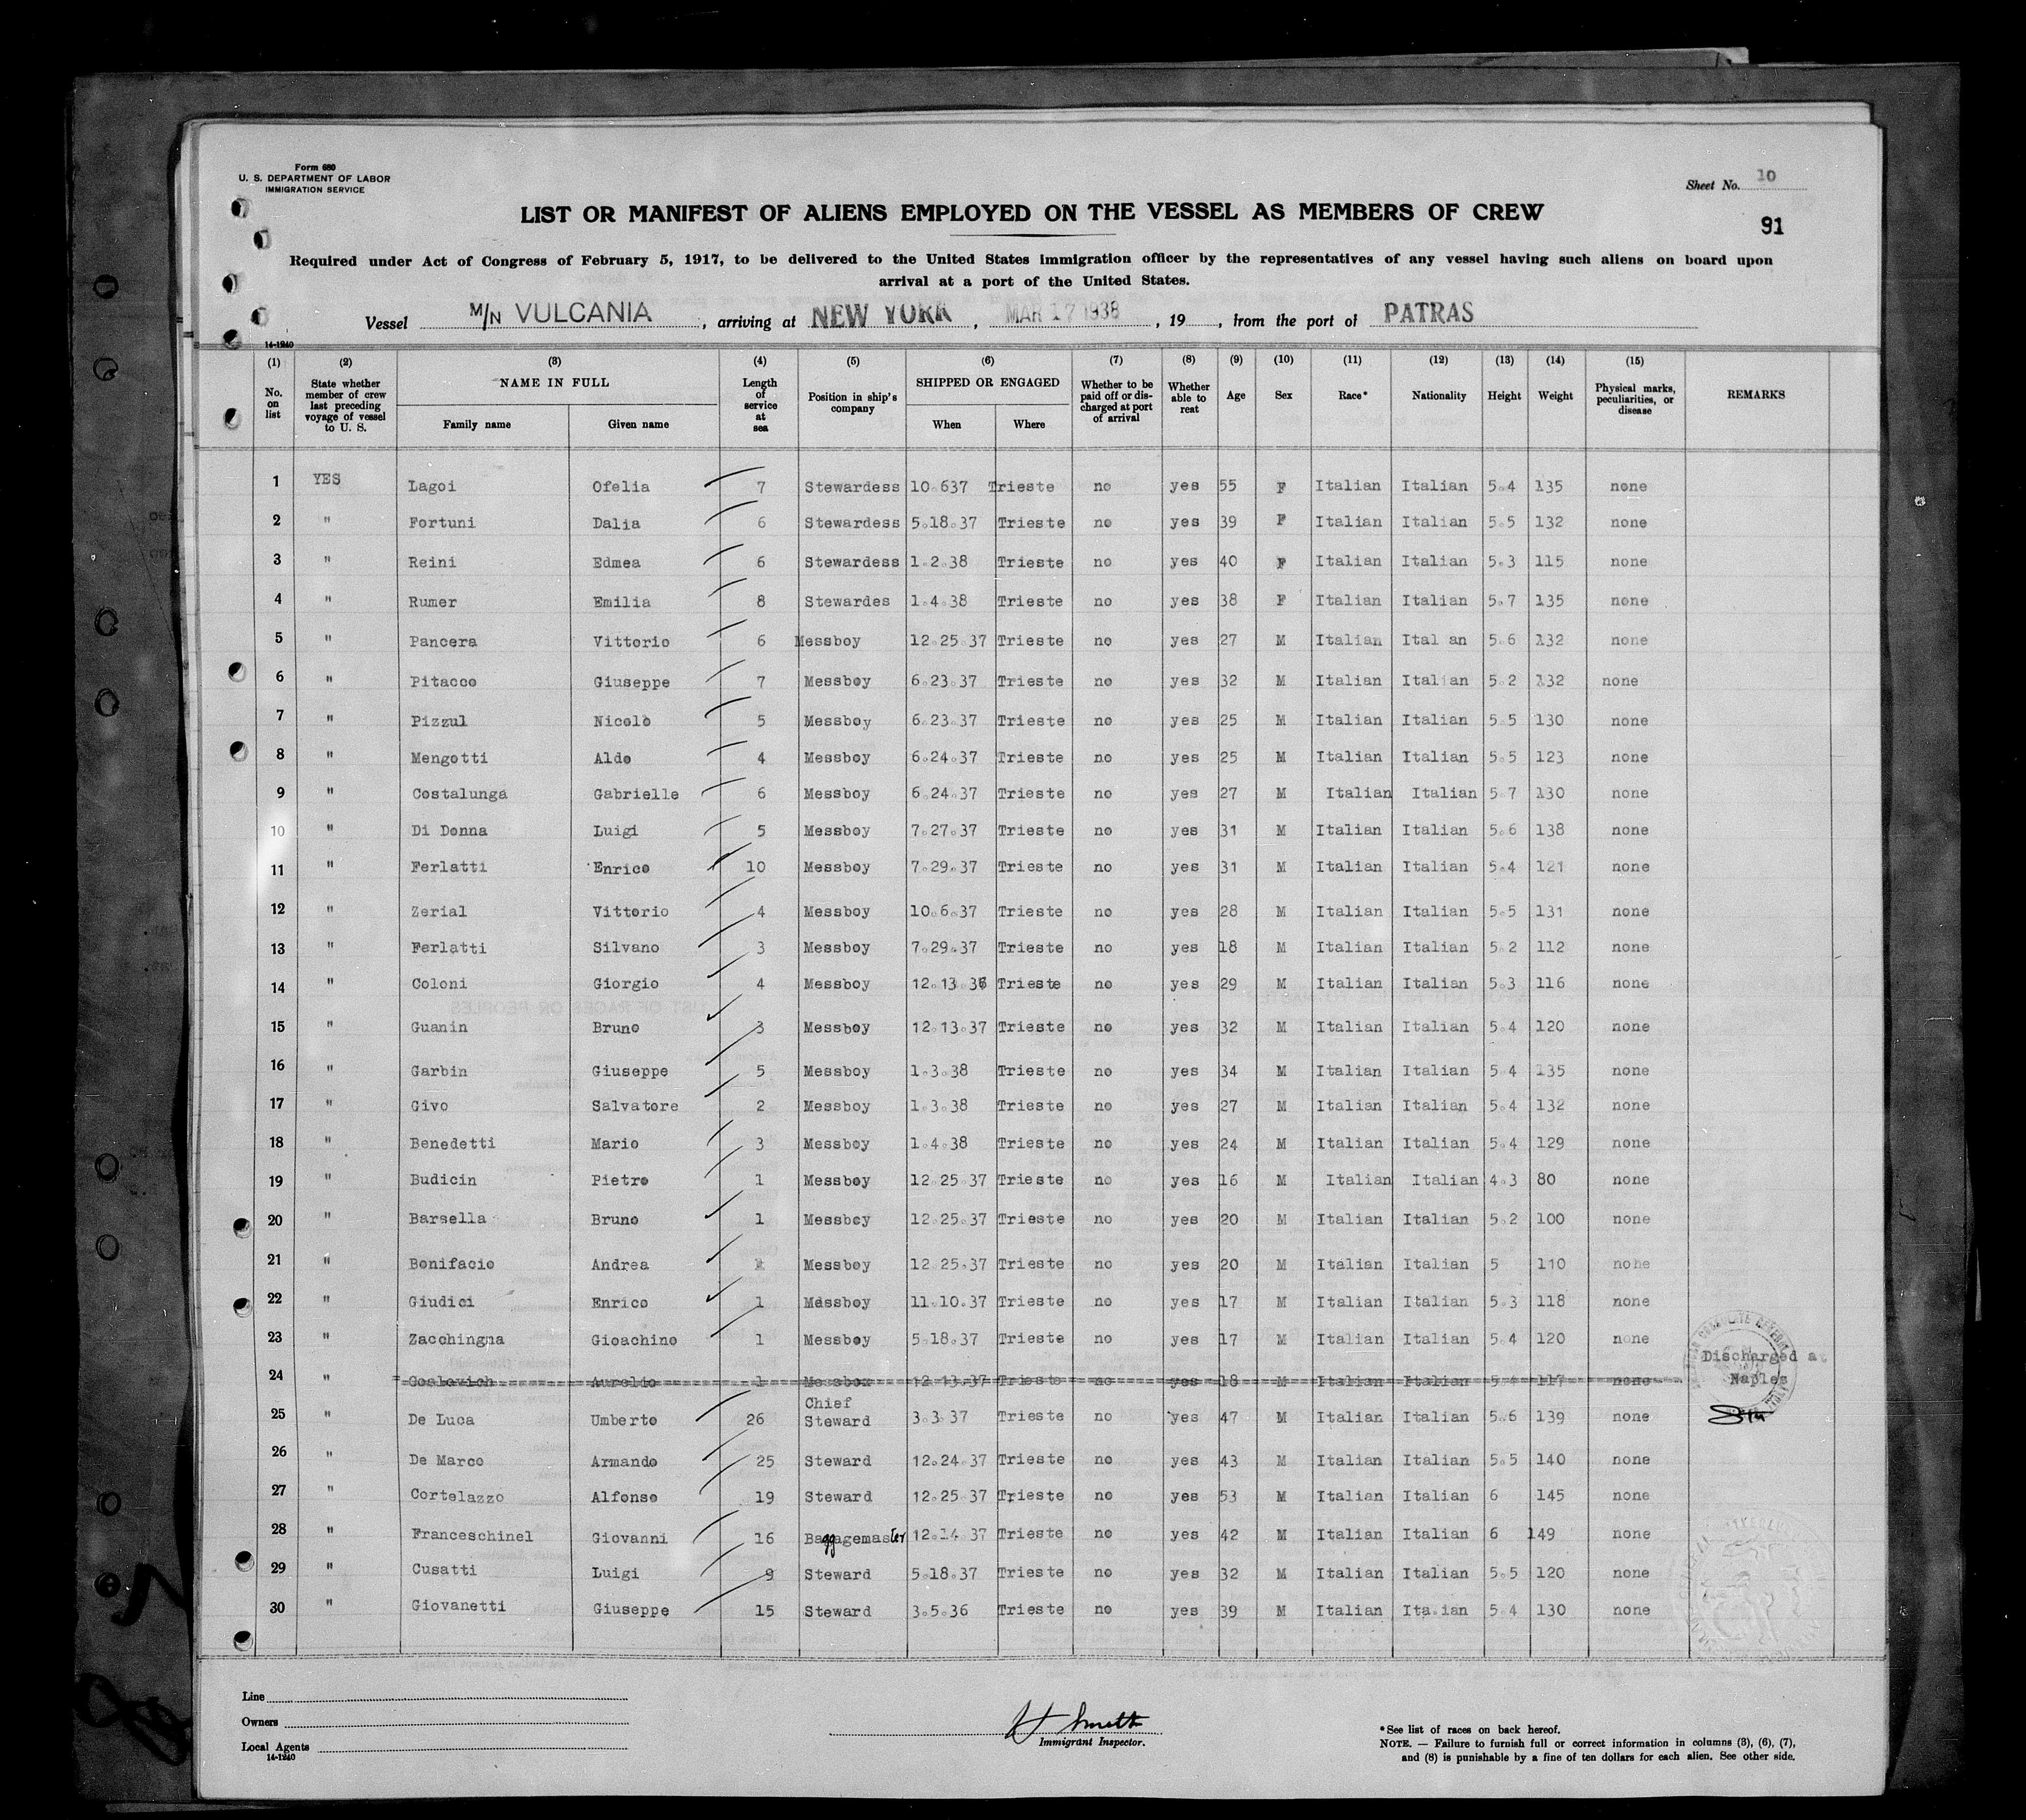 Form 680
U. S. DEPARTMENT OF LABOR
IMMIGRATION SERVICE
Sheet No. 10
LIST OR MANIFEST OF ALIENS EMPLOYED ON THE VESSEL AS MEMBERS OF CREW
91
Required under Act of Congress of February 5, 1917, to be delivered to the United States immigration officer by the representatives of any vessel having such aliens on board upon
arrival at a port of the United States.
Vessel M/N VULCANIA, arriving at NEW YORK, MAR 17 1938, 19, from the port of PATRAS
14-1240
(1) (2) (3) (4) (5) (6) (7) (8) (9) (10) (11) (12) (13) (14) (15)
No. on list State whether member of crew last preceding voyage of vessel to U. S. NAME IN FULL Family name Given name Length of service at sea Position in ship's company SHIPPED OR ENGAGED When Where Whether to be paid off or discharged at port of arrival Whether able to reat Age Sex Race* Nationality Height Weight Physical marks, peculiarities, or disease REMARKS
1 YES Lagoi Ofelia 7 Stewardess 10.637 Trieste no yes 55 F Italian Italian 5.4 135 none
2 " Fortuni Dalia 6 Stewardess 5.18.37 Trieste no yes 39 F Italian Italian 5.5 132 none
3 " Reini Edmea 6 Stewardess 1.2.38 Trieste no yes 40 F Italian Italian 5.3 115 none
4 " Rumer Emilia 8 Stewardes 1.4.38 Trieste no yes 38 F Italian Italian 5.7 135 none
5 " Pancera Vittorio 6 Messboy 12.25.37 Trieste no yes 27 M Italian Ital an 5.6 132 none
6 " Pitacco Giuseppe 7 Messboy 6.23.37 Trieste no yes 32 M Italian Italian 5.2 132 none
7 " Pizzul Nicolò 5 Messboy 6.23.37 Trieste no yes 25 M Italian Italian 5.5 130 none
8 " Mengotti Aldo 4 Messboy 6.24.37 Trieste no yes 25 M Italian Italian 5.5 123 none
9 " Costalunga Gabrielle 6 Messboy 6.24.37 Trieste no yes 27 M Italian Italian 5.7 130 none
10 " Di Donna Luigi 5 Messboy 7.27.37 Trieste no yes 31 M Italian Italian 5.6 138 none
11 " Ferlatti Enrico 10 Messboy 7.29.37 Trieste no yes 31 M Italian Italian 5.4 121 none
12 " Zerial Vittorio 4 Messboy 10.6.37 Trieste no yes 28 M Italian Italian 5.5 131 none
13 " Ferlatti Silvano 3 Messboy 7.29.37 Trieste no yes 18 M Italian Italian 5.2 112 none
14 " Coloni Giorgio 4 Messboy 12.13 Trieste no yes 29 M Italian Italian 5.3 116 none
15 " Guanin Bruno 3 Messboy 12.13.37 Trieste no yes 32 M Italian Italian 5.4 120 none
16 " Garbin Giuseppe 5 Messboy 1.3.38 Trieste no yes 34 M Italian Italian 5.4 135 none
17 " Givo Salvatore 2 Messboy 1.3.38 Trieste no yes 27 M Italian Italian 5.4 132 none
18 " Benedetti Mario 3 Messboy 1.4.38 Trieste no yes 24 M Italian Italian 5.4 129 none
19 " Budicin Pietro 1 Messboy 12.25.37 Trieste no yes 16 M Italian Italian 4.3 80 none
20 " Barsella Bruno 1 Messboy 12.25.37 Trieste no yes 20 M Italian Italian 5.2 100 none
21 " Bonifacio Andrea Messboy 12.25.37 Trieste no yes 20 M Italian Italian 5 110 none
22 " Giudici Enrico 1 Messboy 11.10.37 Trieste no yes 17 M Italian Italian 5.3 118 none
23 " Zacchingna Gioachino 1 Messboy 5.18.37 Trieste no yes 17 M Italian Italian 5.4 120 none
24 " Coslovich Aurelio 1 Messbox 12.13.37 Trieste no yes 18 M Italian Italian 5.4 117 none Discharged at Naples
25 " De Luca Umberto 26 Chief Steward 3.3.37 Trieste no yes 47 M Italian Italian 5.6 139 none
26 " De Marco Armando 25 Steward 12.24.37 Trieste no yes 43 M Italian Italian 5.5 140 none
27 " Cortelazzo Alfonso 19 Steward 12.25.37 Trieste no yes 53 M Italian Italian 6 145 none
28 " Franceschinel Giovanni 16 Baggagemaster 12.14.37 Trieste no yes 42 M Italian Italian 6 149 none
29 " Cusatti Luigi 9 Steward 5.18.37 Trieste no yes 32 M Italian Italian 5.5 120 none
30 " Giovanetti Giuseppe 15 Steward 3.5.36 Trieste no yes 39 M Italian Ita.ian 5.4 130 none
Line
Owners
Local Agents
14-1240
Immigrant Inspector.
*See list of races on back hereof.
NOTE. — Failure to furnish full or correct information in columns (3), (6), (7),
and (8) is punishable by a fine of ten dollars for each alien. See other side.